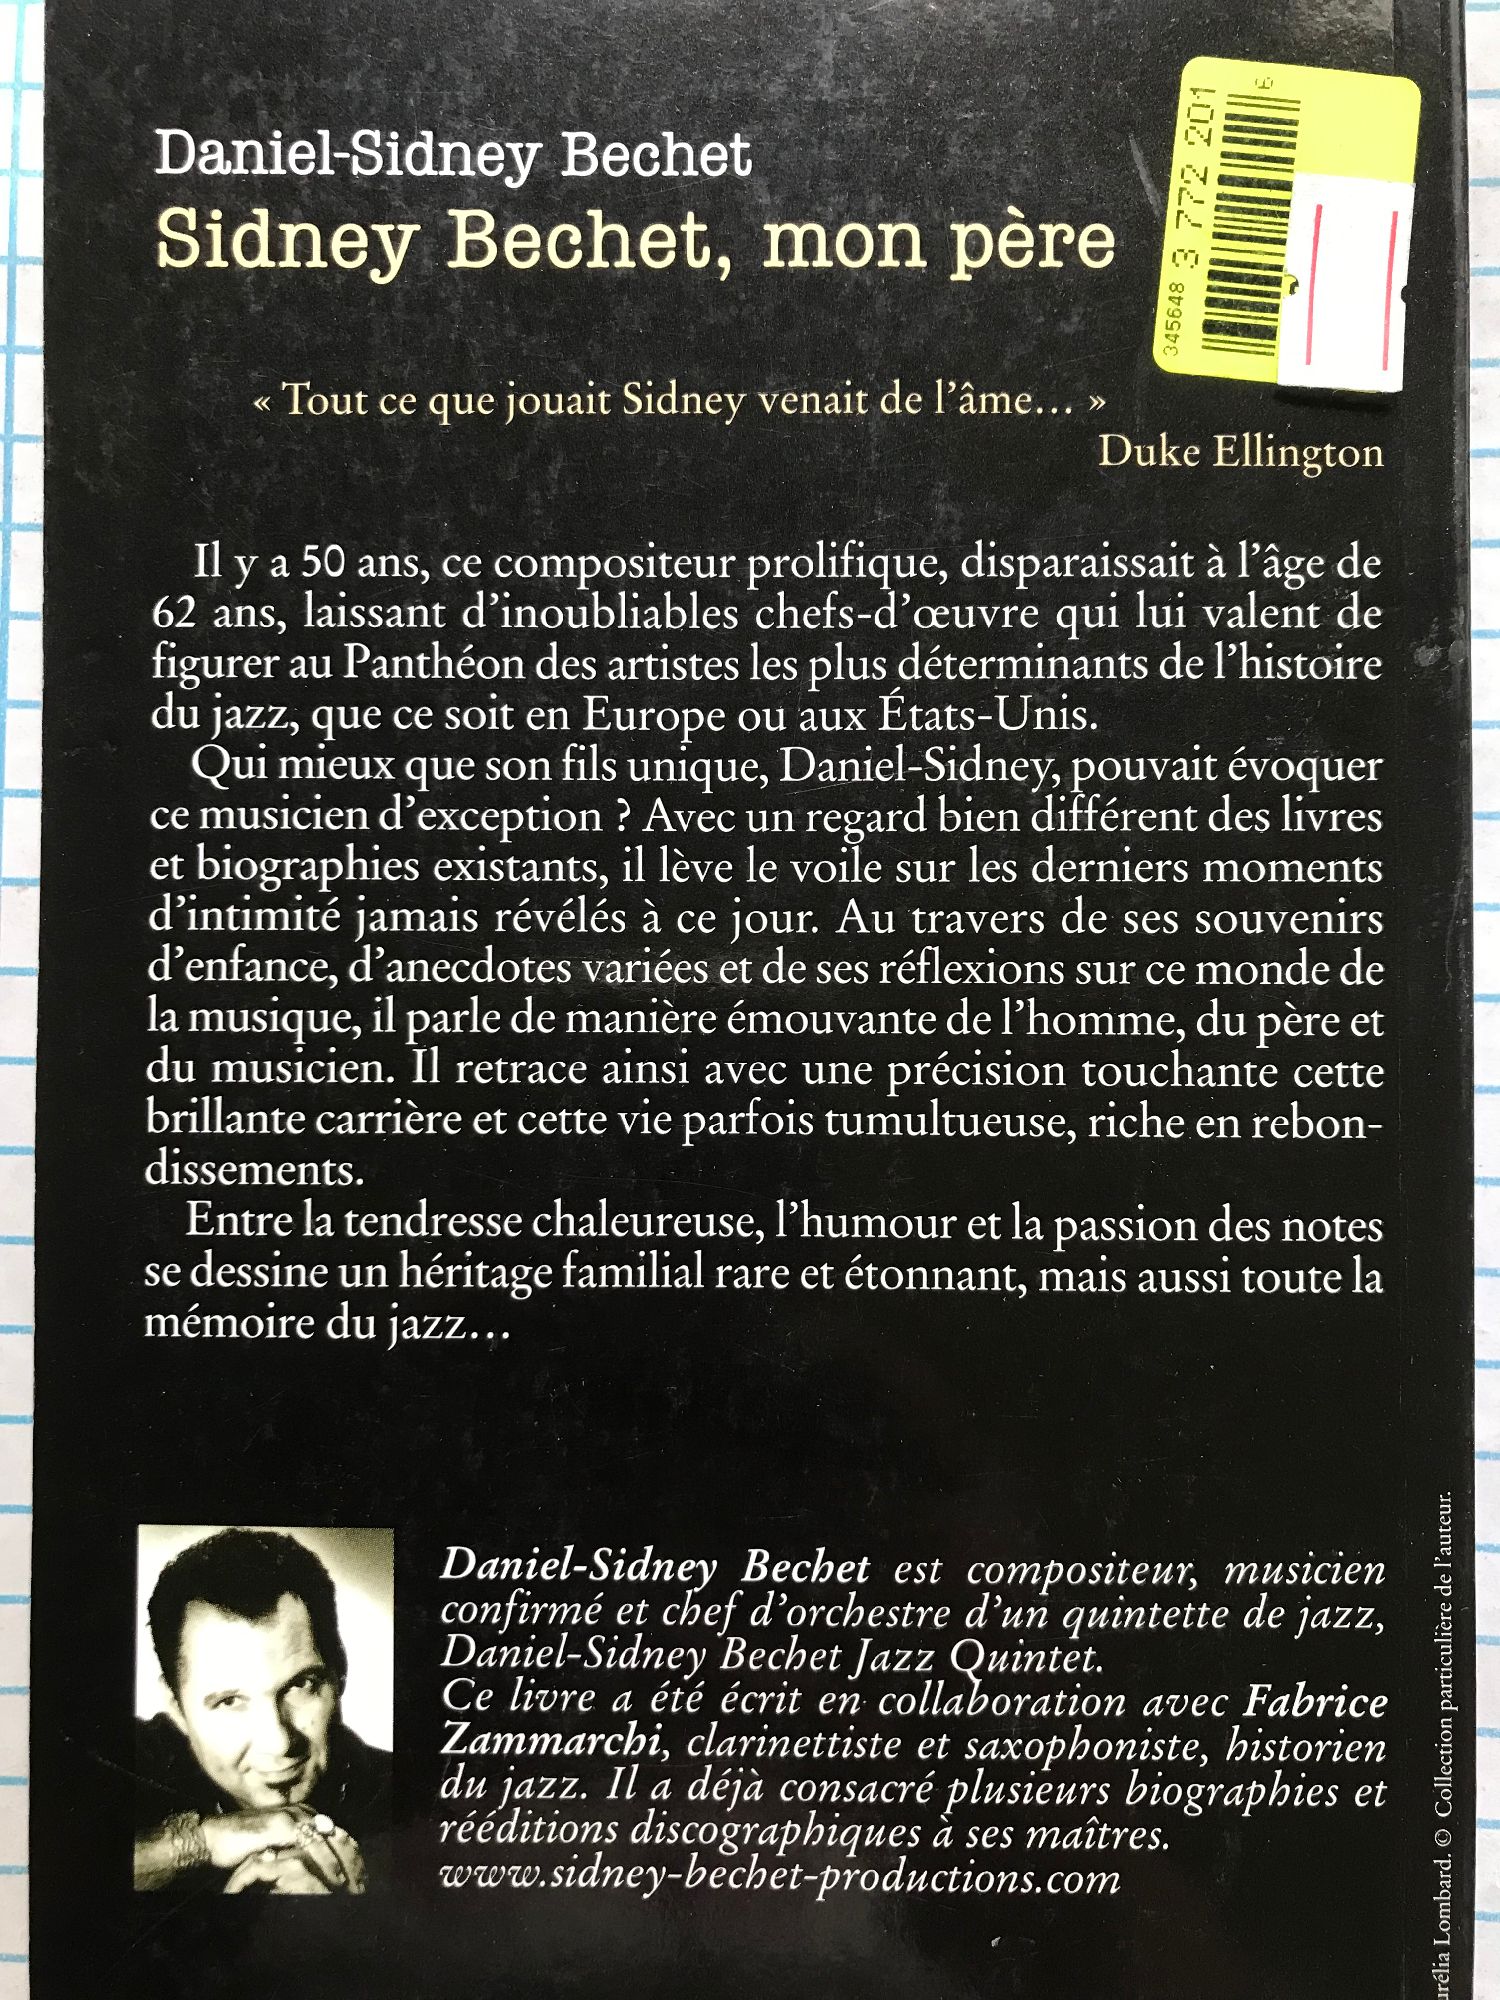 Daniel-Sidney Bechet
Sidney Bechet, mon père
345648 3 772 201 6
« Tout ce que jouait Sidney venait de l'âme... »
Duke Ellington
Il y a 50 ans, ce compositeur prolifique, disparaissait à l'âge de
62 ans, laissant d'inoubliables chefs-d'œuvre qui lui valent de
figurer au Panthéon des artistes les plus déterminants de l'histoire
du jazz, que ce soit en Europe ou aux États-Unis.
Qui mieux que son fils unique, Daniel-Sidney, pouvait évoquer
ce musicien d'exception ? Avec un regard bien différent des livres
et biographies existants, il lève le voile sur les derniers moments
d'intimité jamais révélés à ce jour. Au travers de ses souvenirs
d'enfance, d'anecdotes variées et de ses réflexions sur ce monde de
la musique, il parle de manière émouvante de l'homme, du père et
du musicien. Il retrace ainsi avec une précision touchante cette
brillante carrière et cette vie parfois tumultueuse, riche en rebon-
dissements.
Entre la tendresse chaleureuse, l'humour et la passion des notes
se dessine un héritage familial rare et étonnant, mais aussi toute la
mémoire du jazz...
Daniel-Sidney Bechet est compositeur, musicien
confirmé et chef d'orchestre d'un quintette de jazz,
Daniel-Sidney Bechet Jazz Quintet.
Ce livre a été écrit en collaboration avec Fabrice
Zammarchi, clarinettiste et saxophoniste, historien
du jazz. Il a déjà consacré plusieurs biographies et
rééditions discographiques à ses maîtres.
www.sidney-bechet-productions.com
Lombard. © Collection particulière de l'auteur.